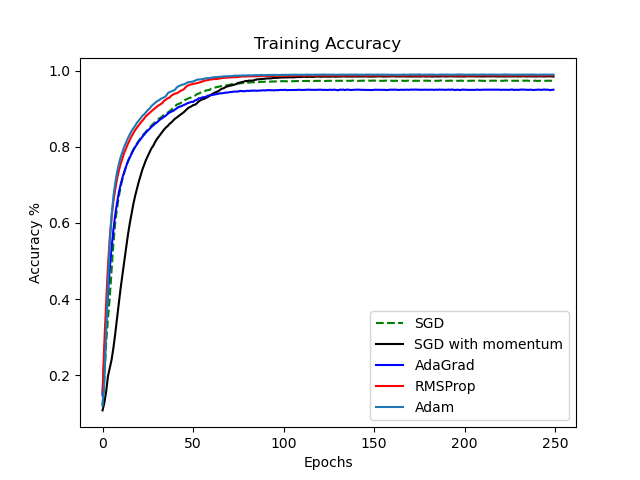 Training Accuracy
Accuracy %
1.0
0.8
0.6
0.4
0.2
SGD
SGD with momentum
AdaGrad
RMSProp
Adam
0 50 100 150 200 250
Epochs